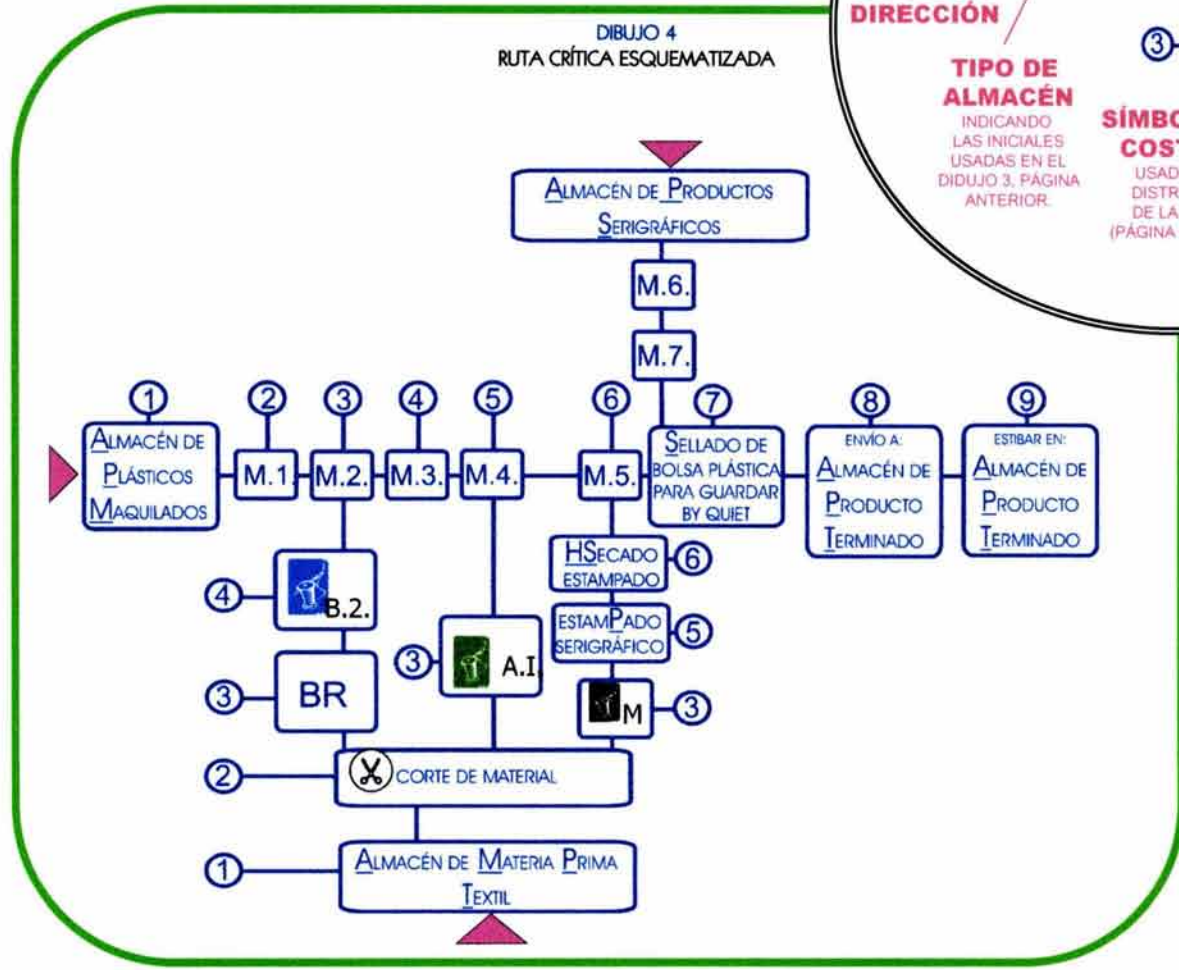 DIBUJO 4
RUTA CRÍTICA ESQUEMATIZADA
DIRECCIÓN
TIPO DE
ALMACÉN
INDICANDO
LAS INICIALES
USADAS EN EL
DIDUJO 3, PÁGINA
ANTERIOR.
3
SÍMBO
COST
USAD
DISTR
DE LA
(PÁGINA
ALMACÉN DE PRODUCTOS
SERIGRÁFICOS
M.6.
M.7.
1
2
3
4
5
6
7
8
9
ALMACÉN DE
PLÁSTICOS
MAQUILADOS
M.1
M.2.
M.3.
M.4.
M.5.
SELLADO DE
BOLSA PLÁSTICA
PARA GUARDAR
BY QUIET
ENVÍO A:
ALMACÉN DE
PRODUCTO
TERMINADO
ESTIBAR EN:
ALMACÉN DE
PRODUCTO
TERMINADO
HSECADO
ESTAMPADO
6
4
B.2.
ESTAMPADO
SERIGRÁFICO
5
3
A.I.
3
BR
M
3
2
CORTE DE MATERIAL
1
ALMACÉN DE MATERIA PRIMA
TEXTIL